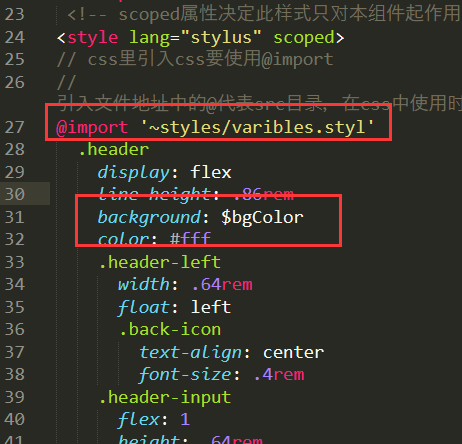 23 <!-- scoped属性决定此样式只对本组件起作用
24 <style lang="stylus" scoped>
25 // css里引入css要使用@import
26 //
引入文件地址中的@代表src目录, 在css中使用时
27 @import '~styles/varibles.styl'
28 .header
29 display: flex
30 line-height: .86rem
31 background: $bgColor
32 color: #fff
33 .header-left
34 width: .64rem
35 float: left
36 .back-icon
37 text-align: center
38 font-size: .4rem
39 .header-input
40 flex: 1
41 height: .64rem